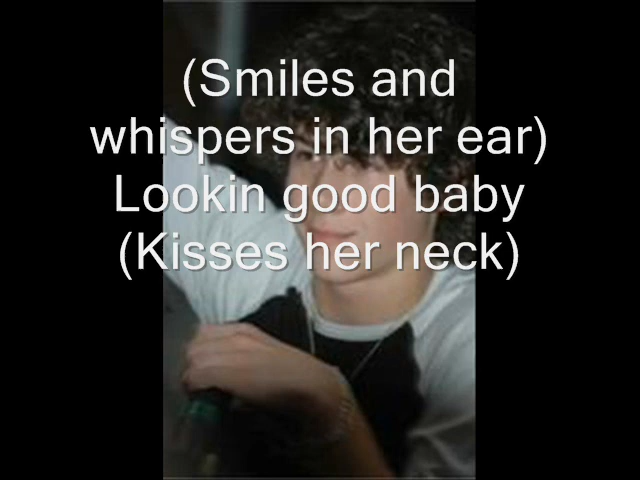 (Smiles and
whispers in her ear)
Lookin good baby
(Kisses her neck)